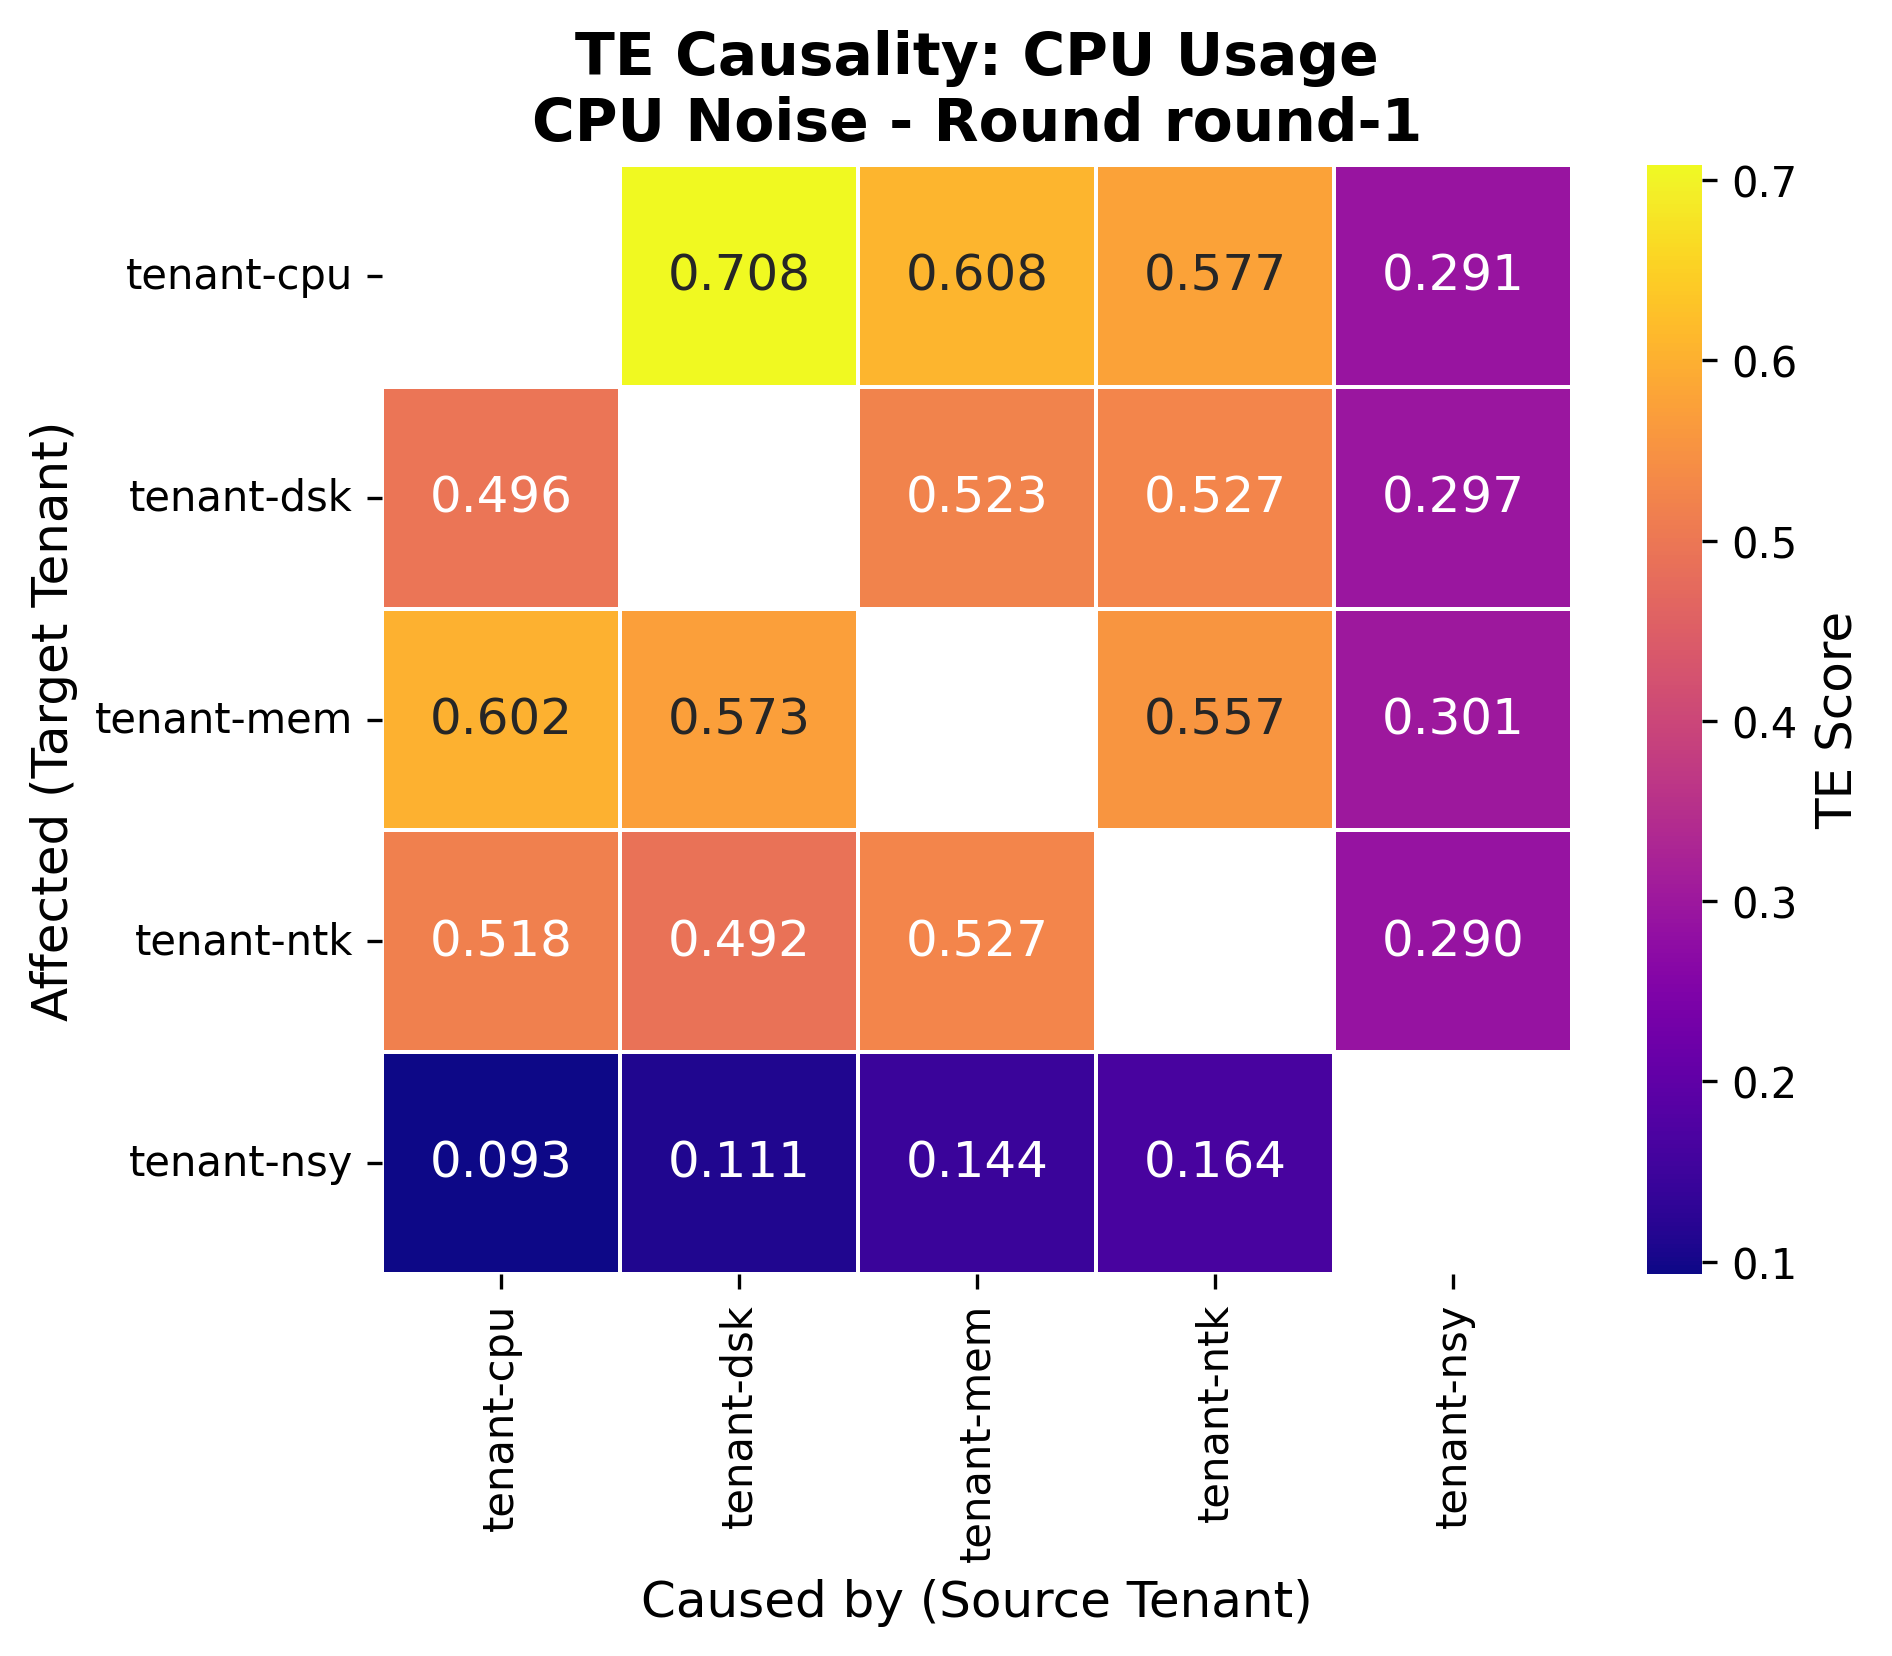 TE Causality: CPU Usage
CPU Noise - Round round-1
tenant-cpu
0.708
0.608
0.577
0.291
tenant-dsk
0.496
0.523
0.527
0.297
tenant-mem
0.602
0.573
0.557
0.301
tenant-ntk
0.518
0.492
0.527
0.290
tenant-nsy
0.093
0.111
0.144
0.164
Affected (Target Tenant)
tenant-cpu
tenant-dsk
tenant-mem
tenant-ntk
tenant-nsy
Caused by (Source Tenant)
0.7
0.6
0.5
0.4
0.3
0.2
0.1
TE Score